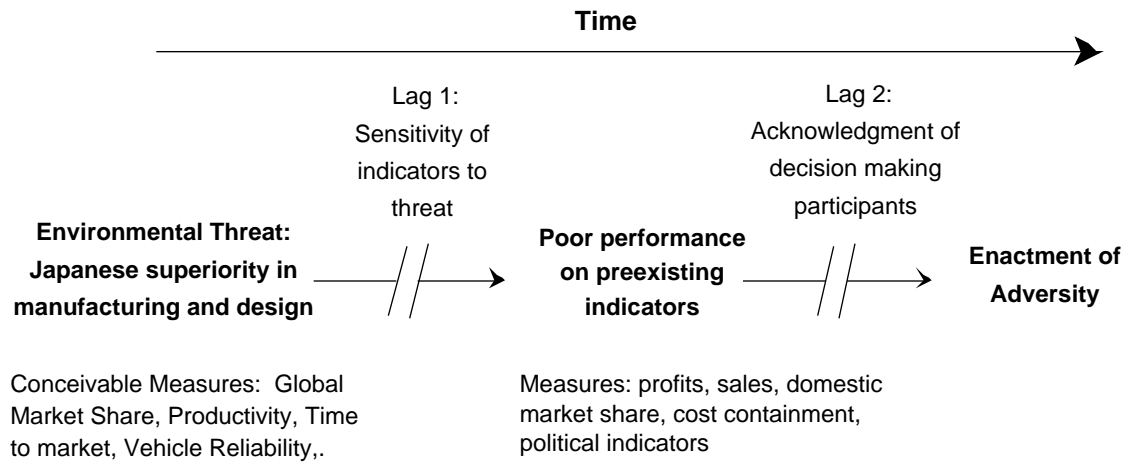 Time
Lag 1:
Sensitivity of
indicators to
threat
Lag 2:
Acknowledgment of
decision making
participants
Environmental Threat:
Japanese superiority in
manufacturing and design
Poor performance
on preexisting
indicators
Enactment of
Adversity
Conceivable Measures:  Global
Market Share, Productivity, Time
to market, Vehicle Reliability,.
Measures: profits, sales, domestic
market share, cost containment,
political indicators